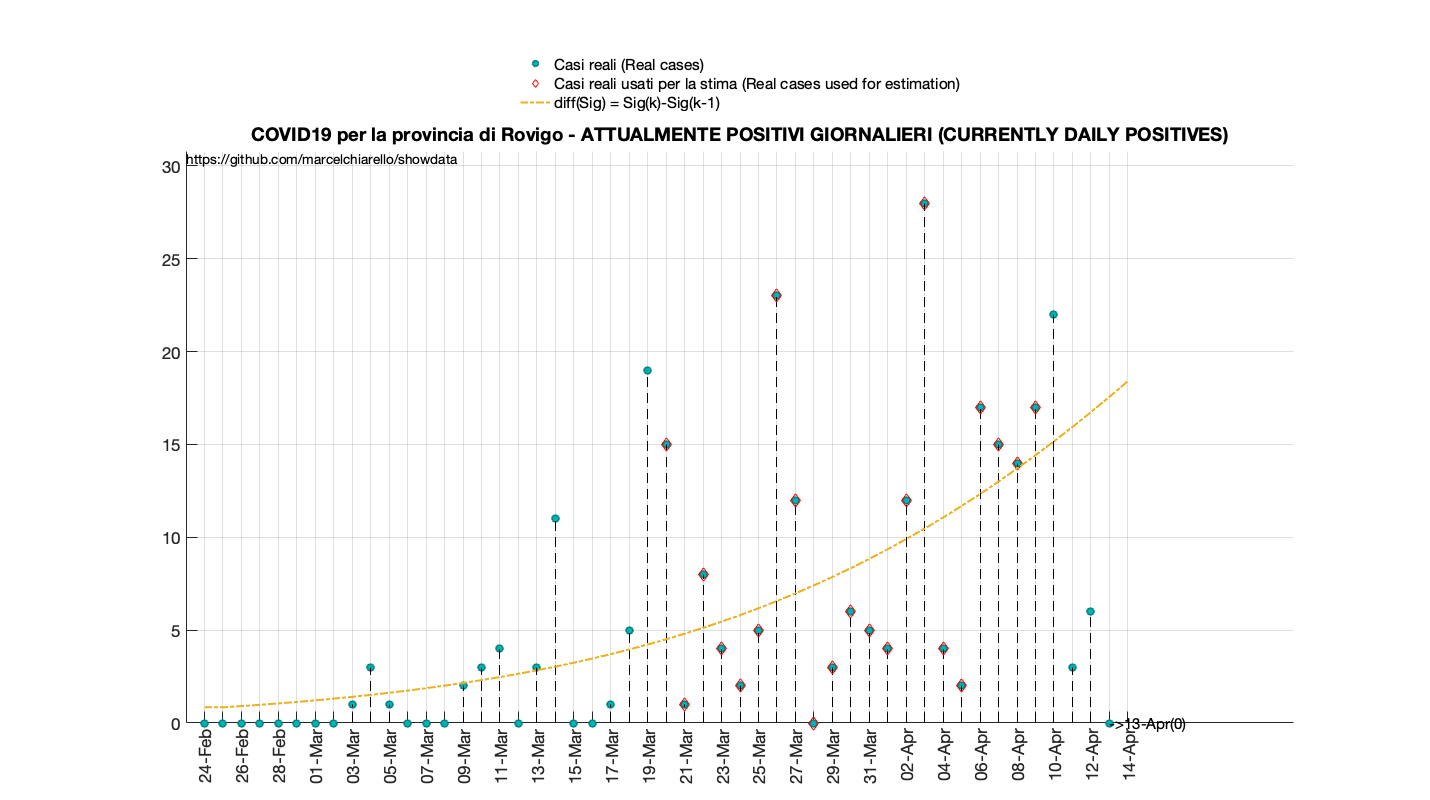 Casi reali (Real cases)
Casi reali usati per la stima (Real cases used for estimation)
diff(Sig) = Sig(k)-Sig(k-1)
COVID19 per la provincia di Rovigo - ATTUALMENTE POSITIVI GIORNALIERI (CURRENTLY DAILY POSITIVES)
https://github.com/marcelchiarello/showdata
30
25
20
15
10
5
0
->13-Apr(0)
24-Feb
26-Feb
28-Feb
01-Mar
03-Mar
05-Mar
07-Mar
09-Mar
11-Mar
13-Mar
15-Mar
17-Mar
19-Mar
21-Mar
23-Mar
25-Mar
27-Mar
29-Mar
31-Mar
02-Apr
04-Apr
06-Apr
08-Apr
10-Apr
12-Apr
14-Apr